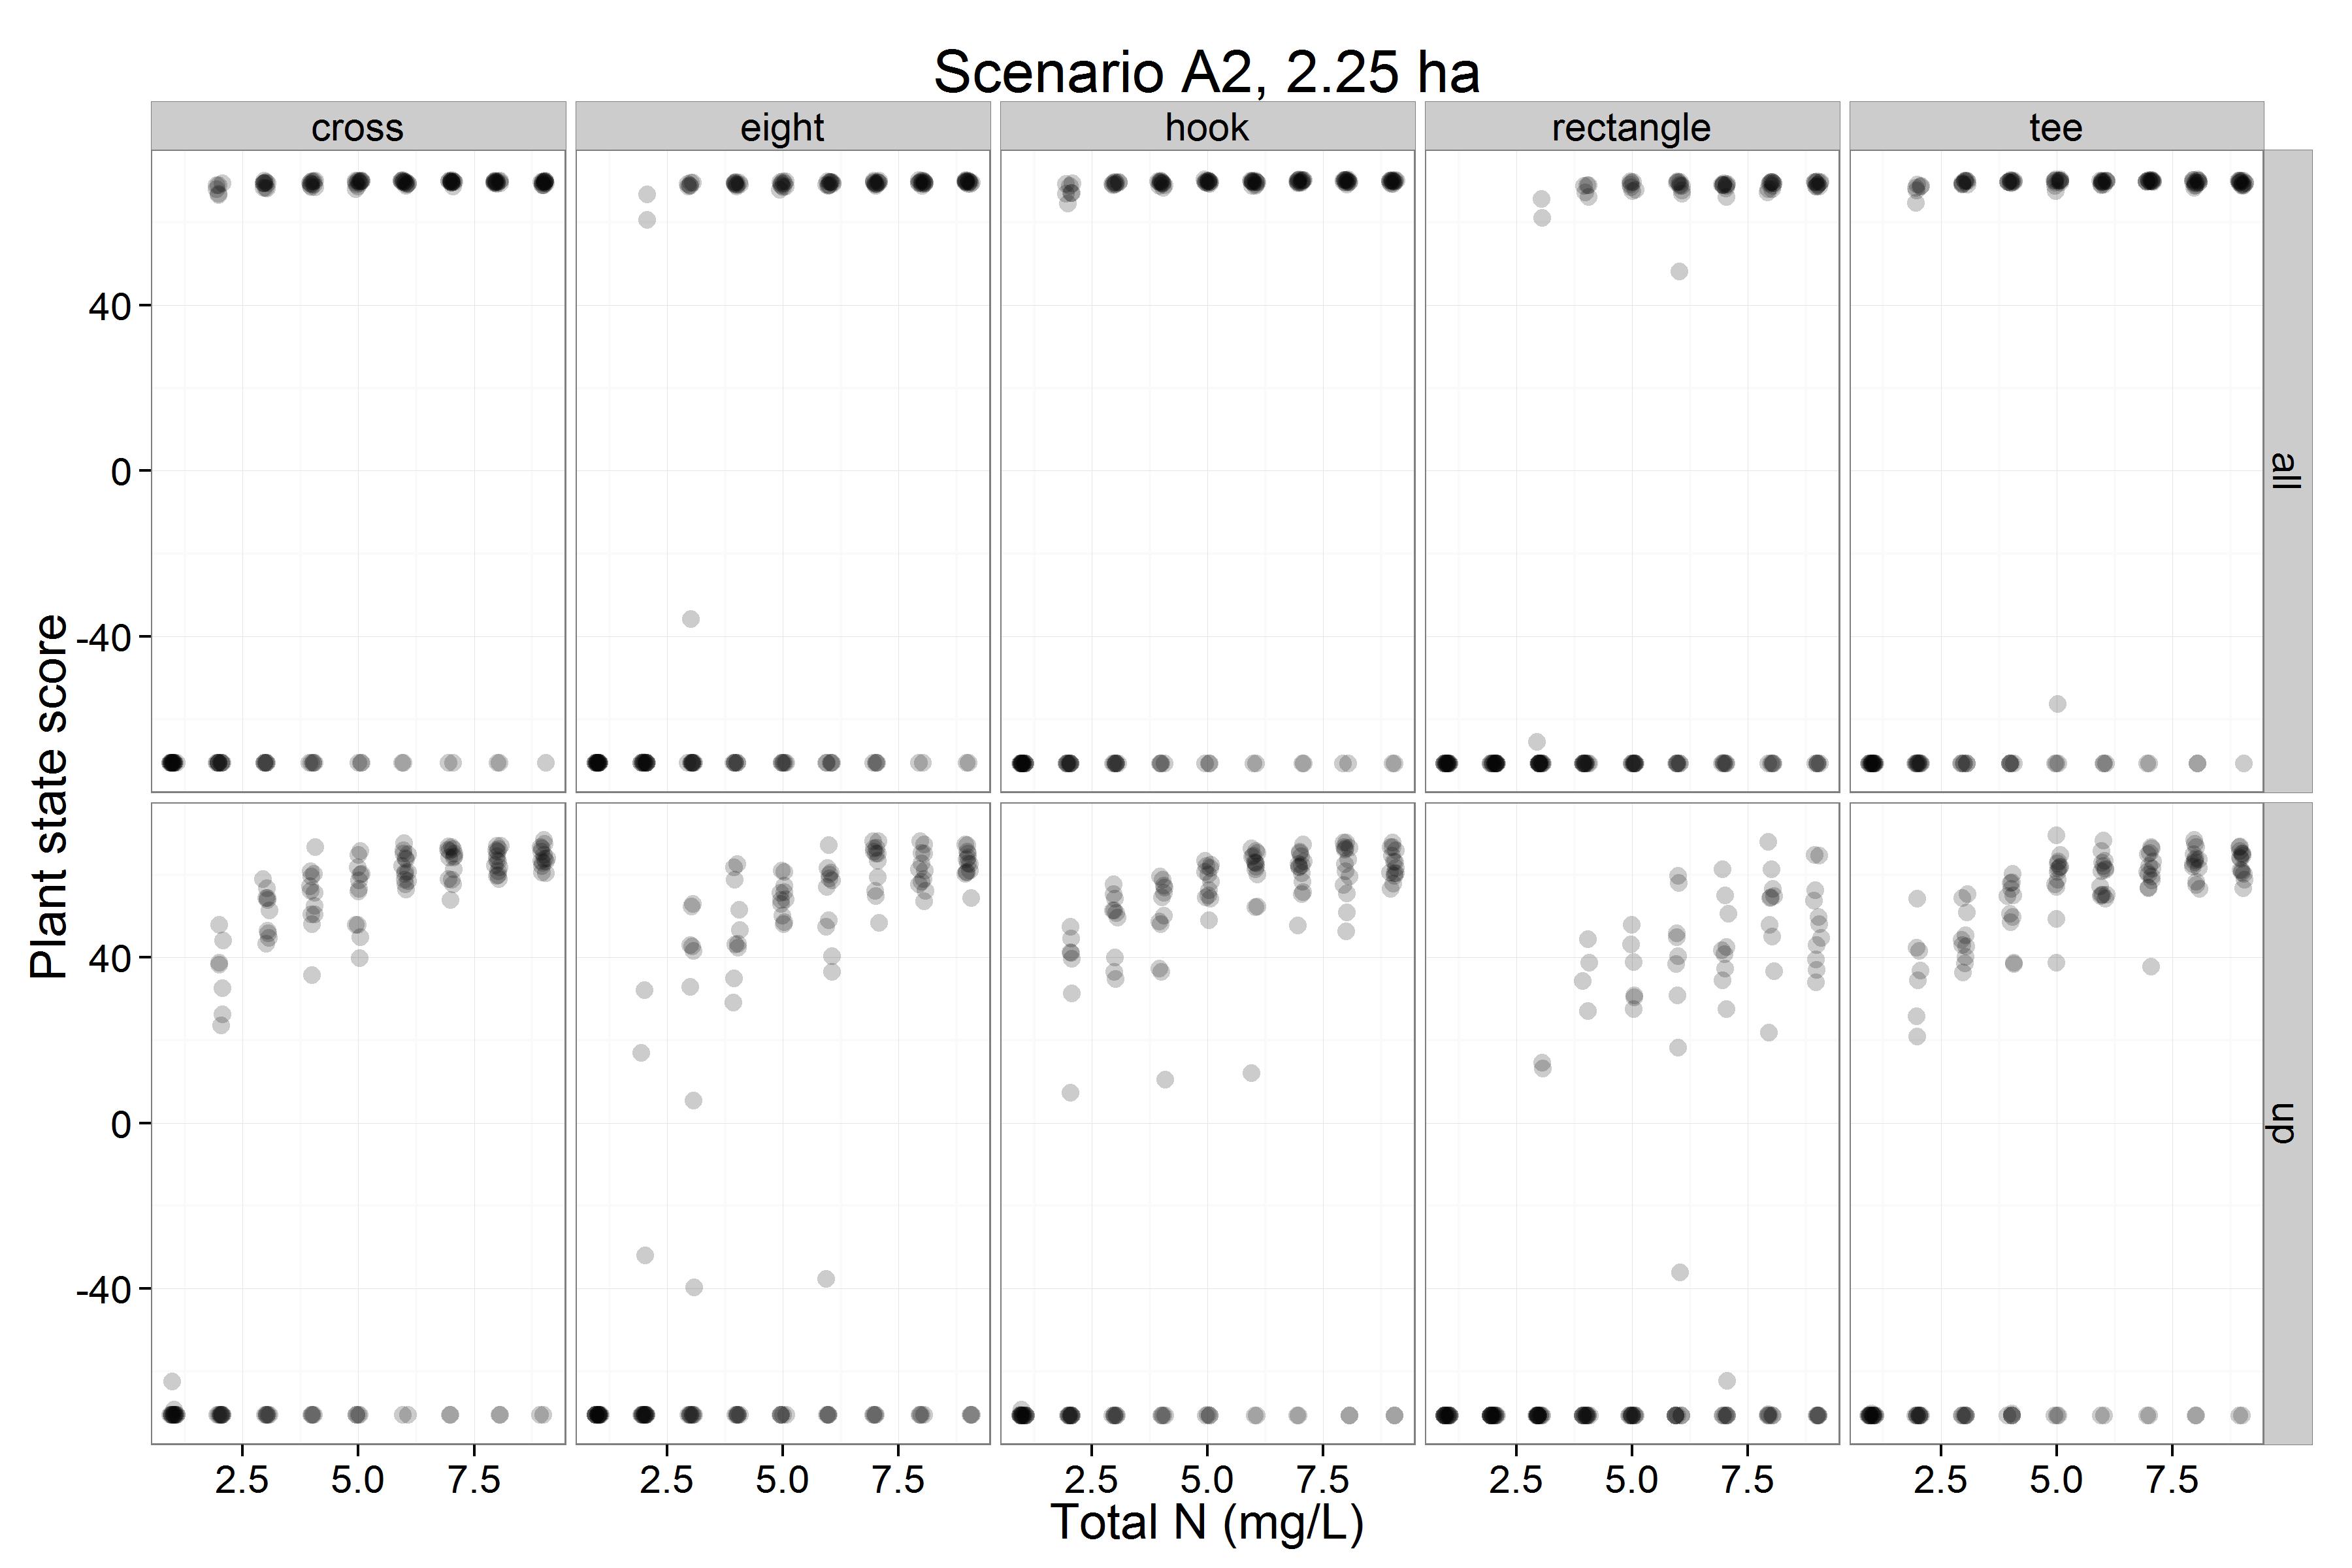 Scenario A2, 2.25 ha
cross eight hook rectangle tee
40
0
-40
all
40
0
-40
up
Plant state score
2.5 5.0 7.5 2.5 5.0 7.5 2.5 5.0 7.5 2.5 5.0 7.5 2.5 5.0 7.5
Total N (mg/L)